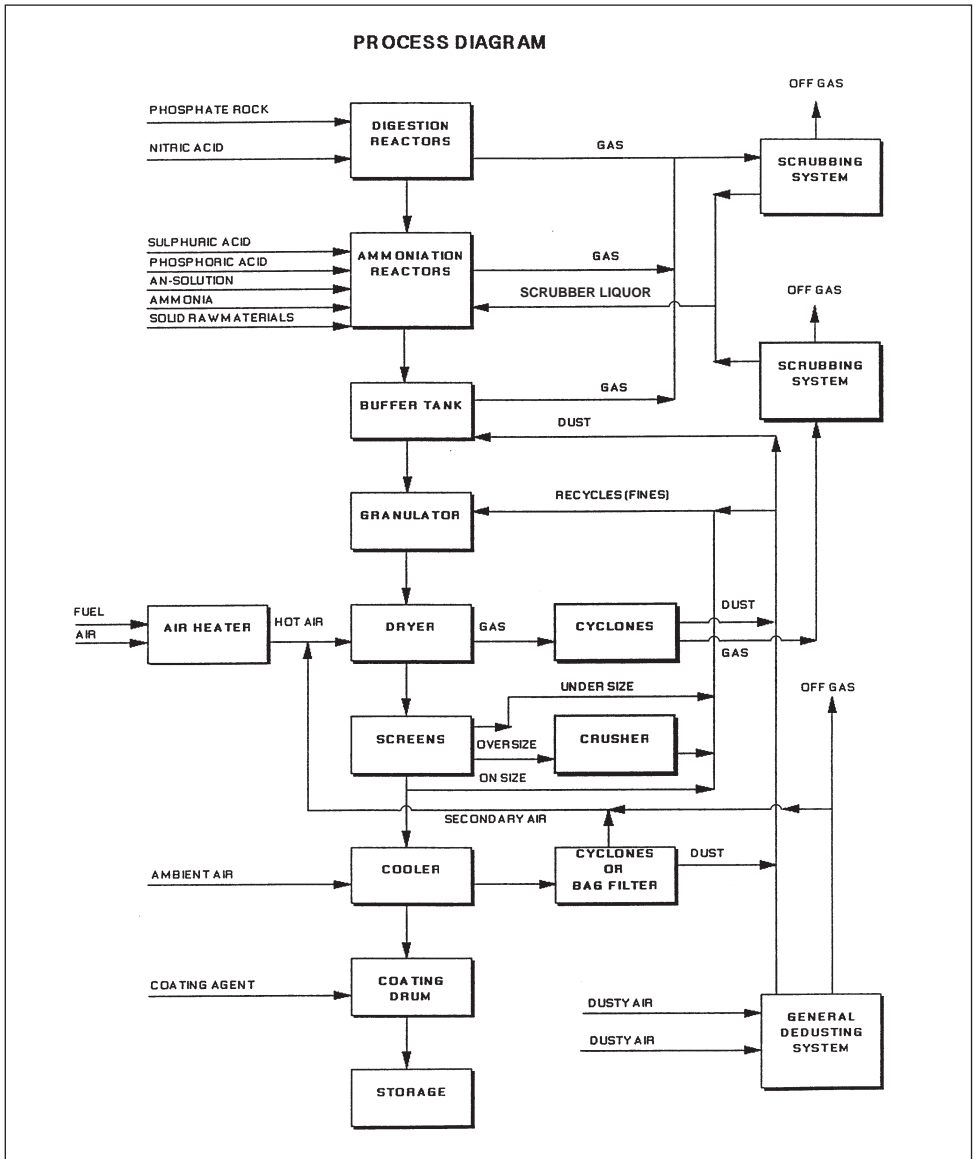 PROCESS DIAGRAM
OFF GAS
PHOSPHATE ROCK
DIGESTION
REACTORS
NITRIC ACID
GAS
SCRUBBING
SYSTEM
SULPHURIC ACID
PHOSPHORIC ACID
AN-SOLUTION
AMMONIA
SOLID RAWMATERIALS
AMMONIATION
REACTORS
GAS
SCRUBBER LIQUOR
OFF GAS
SCRUBBING
SYSTEM
BUFFER TANK
GAS
DUST
GRANULATOR
RECYCLES(FINES)
FUEL
AIR
AIR HEATER
HOT AIR
DRYER
GAS
CYCLONES
DUST
GAS
UNDER SIZE
OFF GAS
SCREENS
OVERSIZE
CRUSHER
ON SIZE
SECONDARY AIR
AMBIENT AIR
COOLER
CYCLONES
OR
BAG FILTER
DUST
COATING AGENT
COATING
DRUM
DUSTY AIR
DUSTY AIR
GENERAL
DEDUSTING
SYSTEM
STORAGE